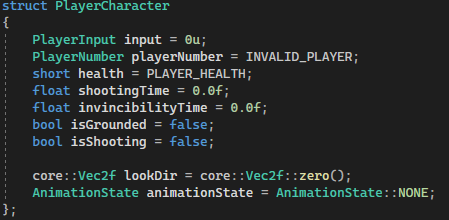 struct PlayerCharacter
{
PlayerInput input = 0u;
PlayerNumber playerNumber = INVALID_PLAYER;
short health = PLAYER_HEALTH;
float shootingTime = 0.0f;
float invincibilityTime = 0.0f;
bool isGrounded = false;
bool isShooting = false;
core::Vec2f lookDir = core::Vec2f::zero();
AnimationState animationState = AnimationState::NONE;
};